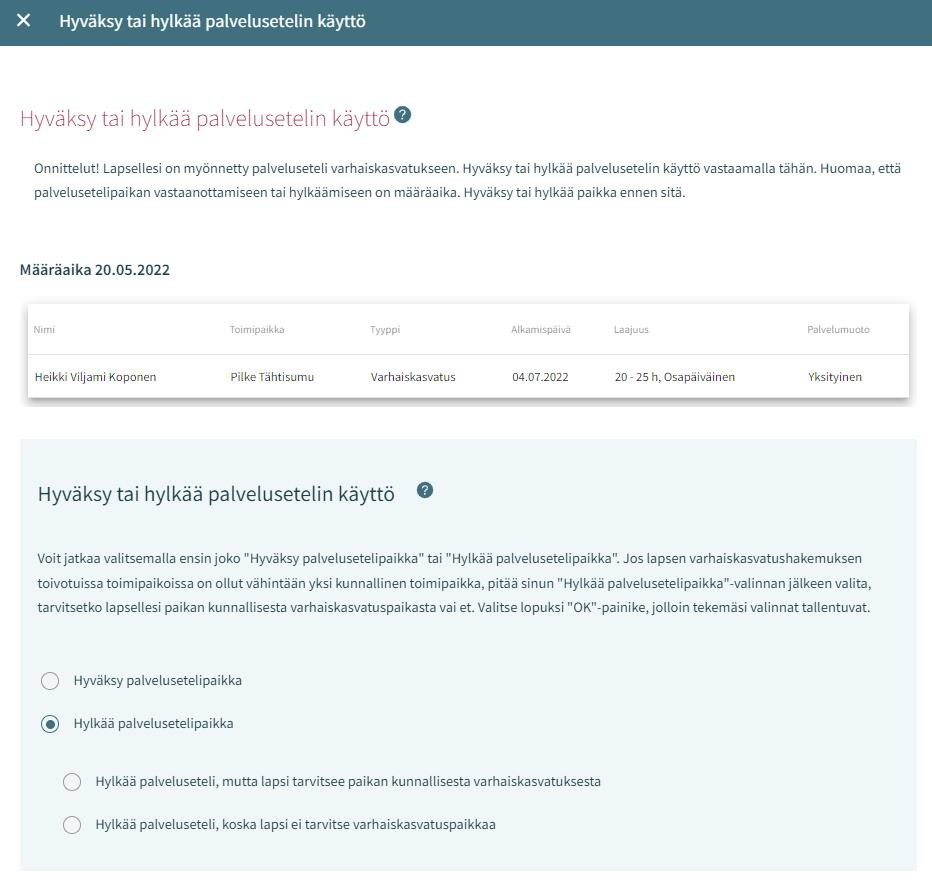 Hyväksy tai hylkää palvelusetelin käyttö
Hyväksy tai hylkää palvelusetelin käyttö ?
Onnittelut! Lapsellesi on myönnetty palveluseteli varhaiskasvatukseen. Hyväksy tai hylkää palvelusetelin käyttö vastaamalla tähän. Huomaa, että
palvelusetelipaikan vastaanottamiseen tai hylkäämiseen on määräaika. Hyväksy tai hylkää paikka ennen sitä.
Määräaika 20.05.2022
Nimi Toimipaikka Tyyppi Alkamispäivä Laajuus Palvelumuoto
Heikki Viljami Koponen Pilke Tähtisumu Varhaiskasvatus 04.07.2022 20 - 25 h, Osapäiväinen Yksityinen
Hyväksy tai hylkää palvelusetelin käyttö ?
Voit jatkaa valitsemalla ensin joko "Hyväksy palvelusetelipaikka" tai "Hylkää palvelusetelipaikka". Jos lapsen varhaiskasvatushakemuksen
toivotuissa toimipaikoissa on ollut vähintään yksi kunnallinen toimipaikka, pitää sinun "Hylkää palvelusetelipaikka"-valinnan jälkeen valita,
tarvitsetko lapsellesi paikan kunnallisesta varhaiskasvatuspaikasta vai et. Valitse lopuksi "OK"-painike, jolloin tekemäsi valinnat tallentuvat.
Hyväksy palvelusetelipaikka
Hylkää palvelusetelipaikka
Hylkää palveluseteli, mutta lapsi tarvitsee paikan kunnallisesta varhaiskasvatuksesta
Hylkää palveluseteli, koska lapsi ei tarvitse varhaiskasvatuspaikkaa